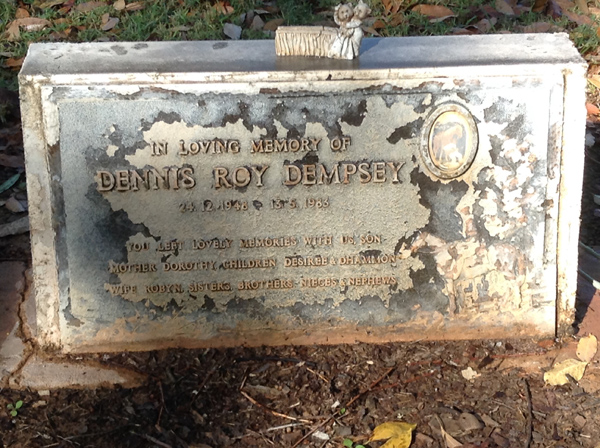 IN LOVING MEMORY OF
DENNIS ROY DEMPSEY
24.12.1938 - 13.5.1983
YOU LEFT LOVELY MEMORIES WITH US SON
MOTHER DOROTHY, CHILDREN DESIREE & DHAMMON
WIFE ROBYN, SISTERS, BROTHERS, NIECES & NEPHEWS